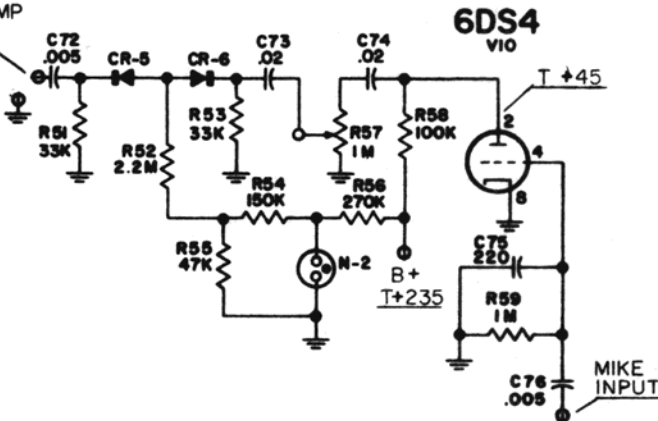 MP
6DS4
V10
C72
.005
CR-5
CR-6
C73
.02
C74
.02
T +45
2
R51
33K
R53
33K
R57
1M
R58
100K
4
R52
2.2M
8
R54
150K
R56
270K
R55
47K
N-2
B+
T+235
C75
220
R59
1M
C76
.005
MIKE
INPUT